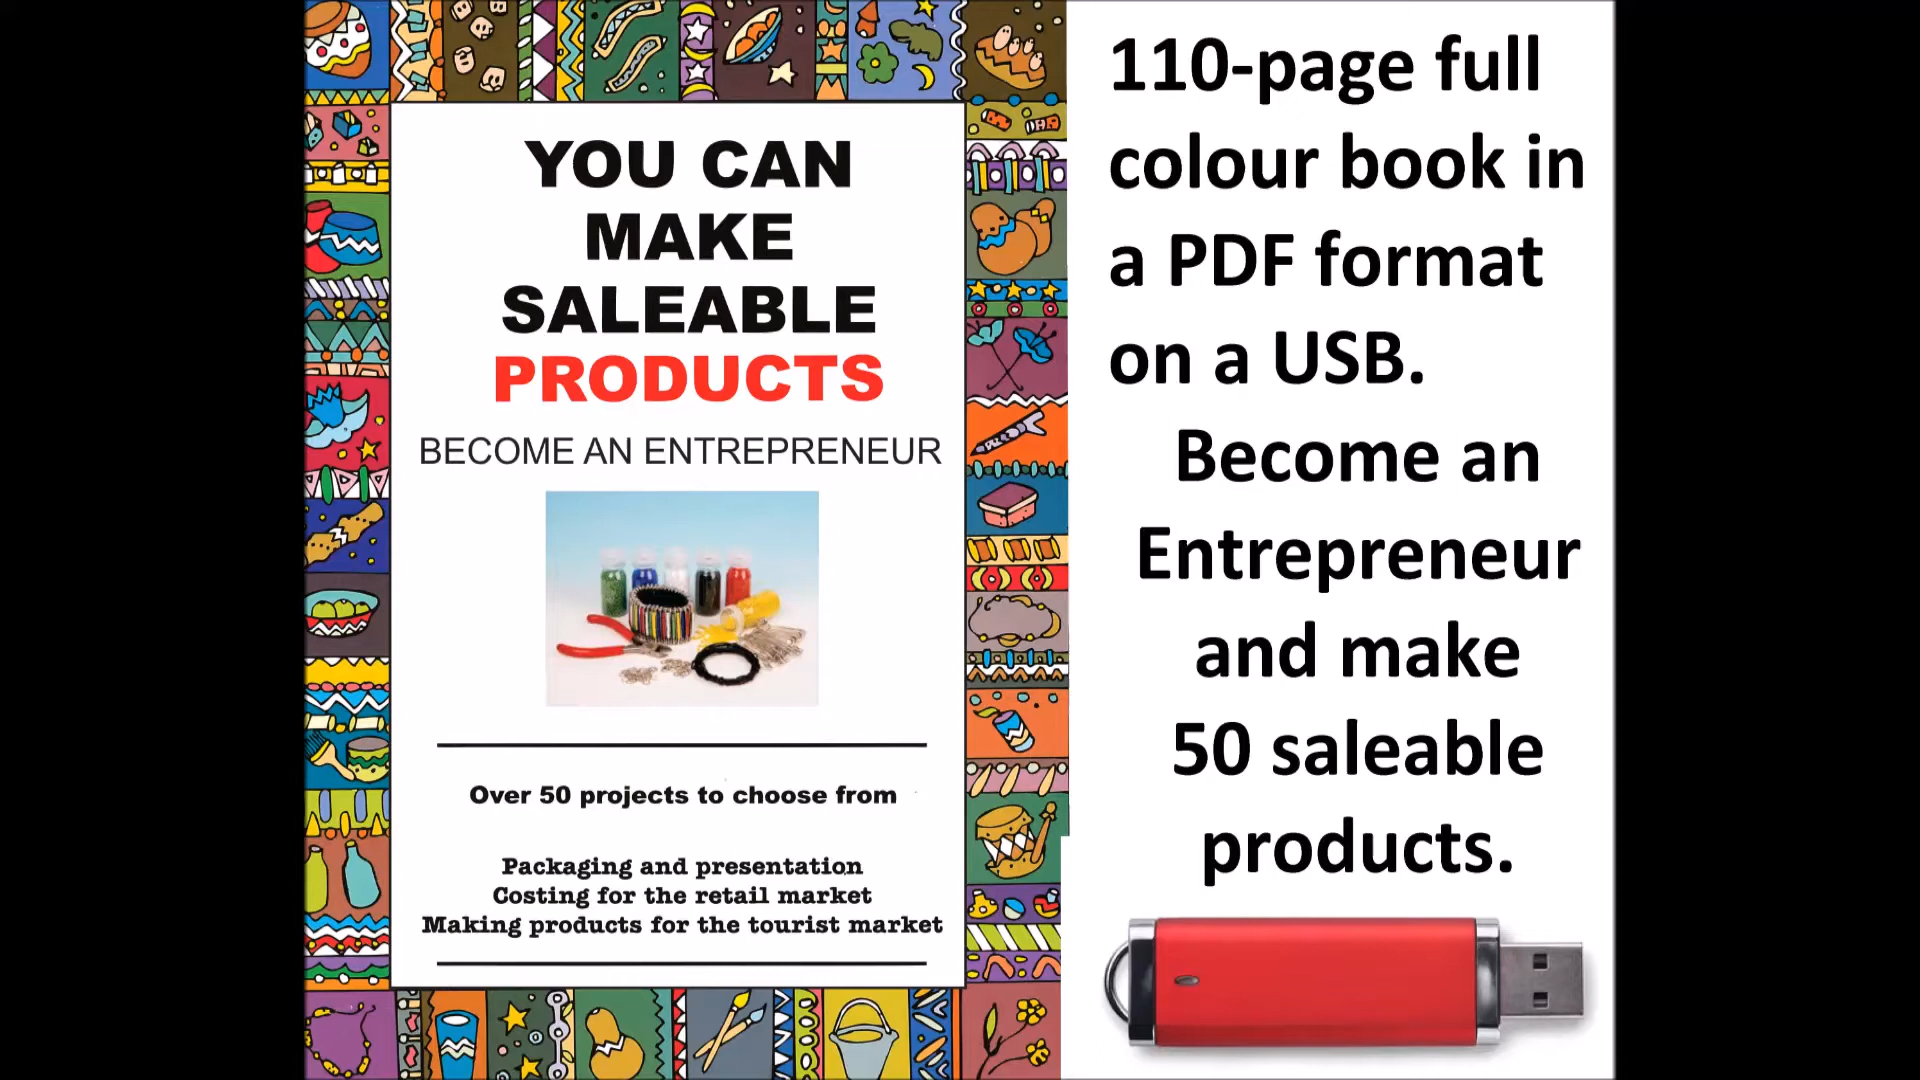 YOU CAN
MAKE
SALEABLE
PRODUCTS
BECOME AN ENTREPRENEUR
Over 50 projects to choose from
Packaging and presentation
Costing for the retail market
Making products for the tourist market
110-page full
colour book in
a PDF format
on a USB.
Become an
Entrepreneur
and make
50 saleable
products.